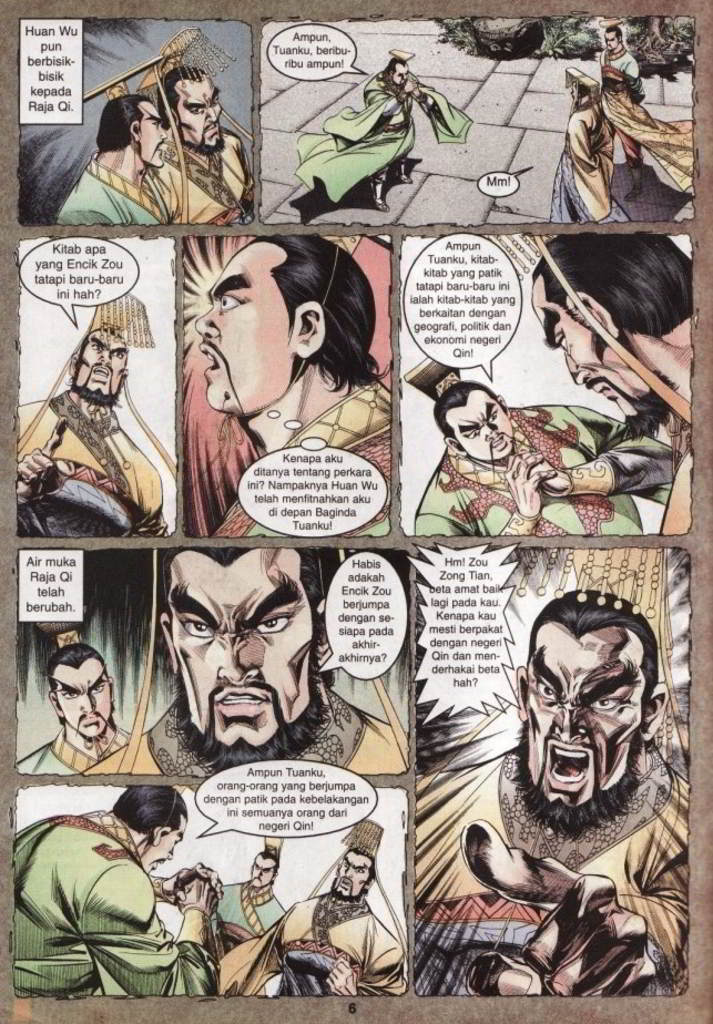 Huan Wu
pun
berbisik-
bisik
kepada
Raja Qi.
Ampun,
Tuanku, beribu-
ribu ampun!
Mm!
Kitab apa
yang Encik Zou
tatapi baru-baru
ini hah?
Kenapa aku
ditanya tentang perkara
ini? Nampaknya Huan Wu
telah menfitnahkan aku
di depan Baginda
Tuanku!
Ampun
Tuanku, kitab-
kitab yang patik
tatapi baru-baru ini
ialah kitab-kitab yang
berkaitan dengan
geografi, politik dan
ekonomi negeri
Qin!
Air muka
Raja Qi
telah
berubah.
Habis
adakah
Encik Zou
berjumpa
dengan se-
siapa pada
akhir-
akhirnya?
Hm! Zou
Zong Tian,
beta amat baik
lagi pada kau.
Kenapa kau
mesti berpakat
dengan negeri
Qin dan men-
derhakai beta
hah?
Ampun Tuanku,
orang-orang yang berjumpa
dengan patik pada kebelakangan
ini semuanya orang dari
negeri Qin!
6